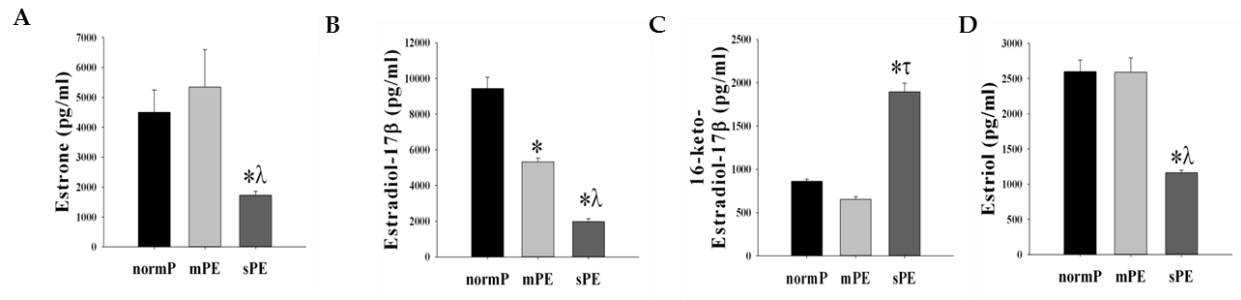 A
Estrone (pg/ml)
7000
6000
5000
4000
3000
2000
1000
0
*λ
normP mPE sPE
B
Estradiol-17β (pg/ml)
12000
10000
8000
6000
4000
2000
0
*
*λ
normP mPE sPE
C
16-keto-
Estradiol-17β (pg/ml)
2500
2000
1500
1000
500
0
*τ
normP mPE sPE
D
Estriol (pg/ml)
3000
2500
2000
1500
1000
500
0
*λ
normP mPE sPE